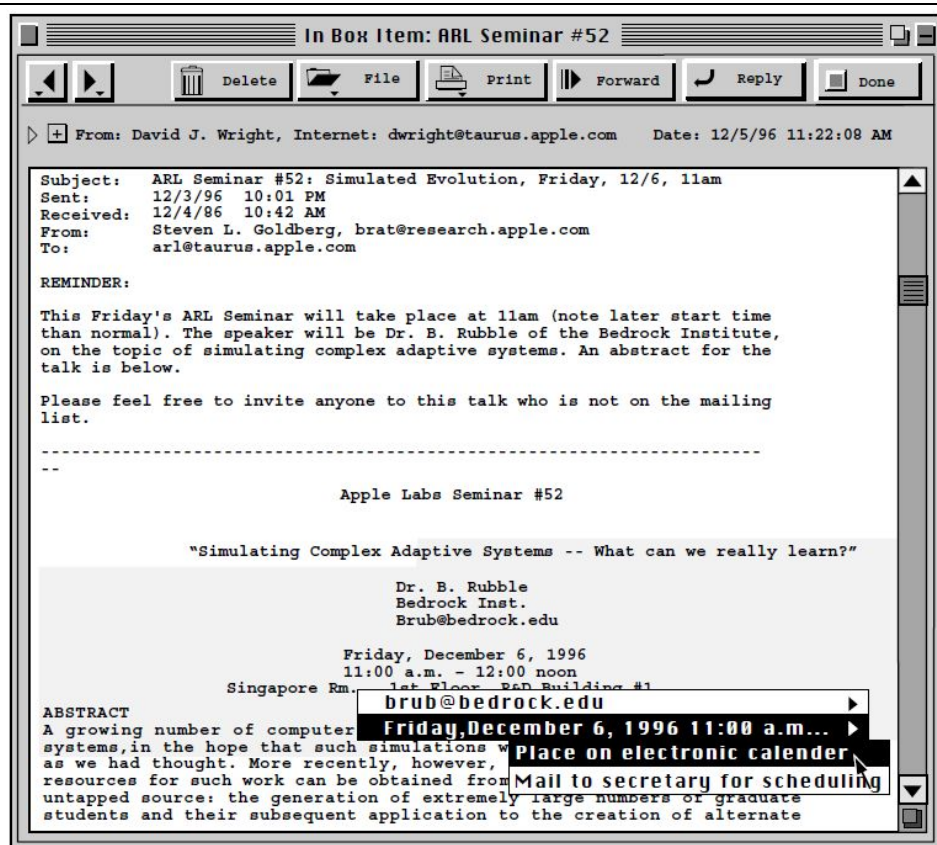 In Box Item: ARL Seminar #52
Delete File Print Forward Reply Done
From: David J. Wright, Internet: dwright@taurus.apple.com Date: 12/5/96 11:22:08 AM
Subject: ARL Seminar #52: Simulated Evolution, Friday, 12/6, 11am
Sent: 12/3/96 10:01 PM
Received: 12/4/86 10:42 AM
From: Steven L. Goldberg, brat@research.apple.com
To: arl@taurus.apple.com
REMINDER:
This Friday's ARL Seminar will take place at 11am (note later start time
than normal). The speaker will be Dr. B. Rubble of the Bedrock Institute,
on the topic of simulating complex adaptive systems. An abstract for the
talk is below.
Please feel free to invite anyone to this talk who is not on the mailing
list.
-----------------------------------------------------------------------
--
Apple Labs Seminar #52
“Simulating Complex Adaptive Systems -- What can we really learn?”
Dr. B. Rubble
Bedrock Inst.
Brub@bedrock.edu
Friday, December 6, 1996
11:00 a.m. - 12:00 noon
Singapore Rm. 1st Floor, R&D Building #1
brub@bedrock.edu
ABSTRACT
A growing number of computer
Friday,December 6, 1996 11:00 a.m...
systems,in the hope that such simulations w
Place on electronic calender
as we had thought. More recently, however,
resources for such work can be obtained from
Mail to secretary for scheduling
untapped source: the generation of extremely large numbers of graduate
students and their subsequent application to the creation of alternate